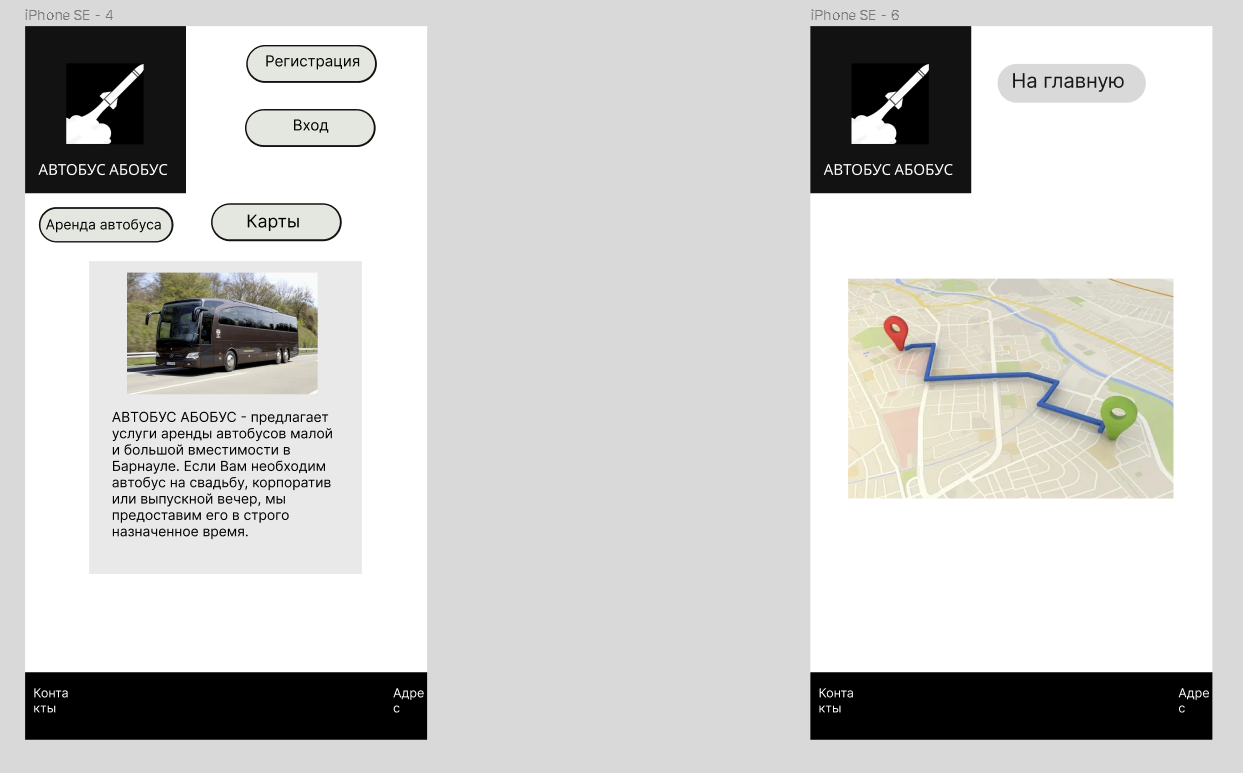 iPhone SE - 4
Регистрация
Вход
АВТОБУС АБОБУС
Аренда автобуса
Карты
АВТОБУС АБОБУС - предлагает
услуги аренды автобусов малой
и большой вместимости в
Барнауле. Если Вам необходим
автобус на свадьбу, корпоратив
или выпускной вечер, мы
предоставим его в строго
назначенное время.
Конта
кты
Адре
с
iPhone SE - 6
На главную
АВТОБУС АБОБУС
Конта
кты
Адре
с